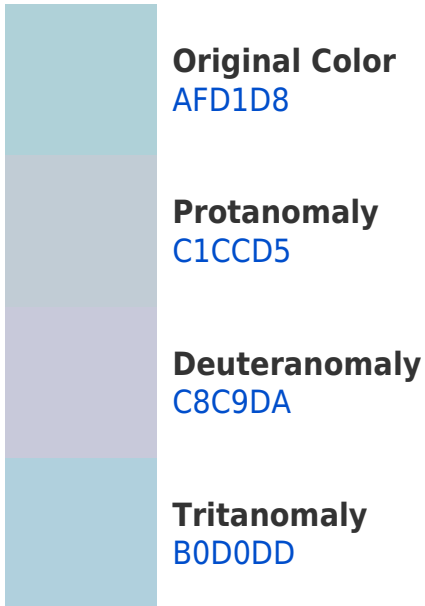 Original Color
AFD1D8
Protanomaly
C1CCD5
Deuteranomaly
C8C9DA
Tritanomaly
B0D0DD